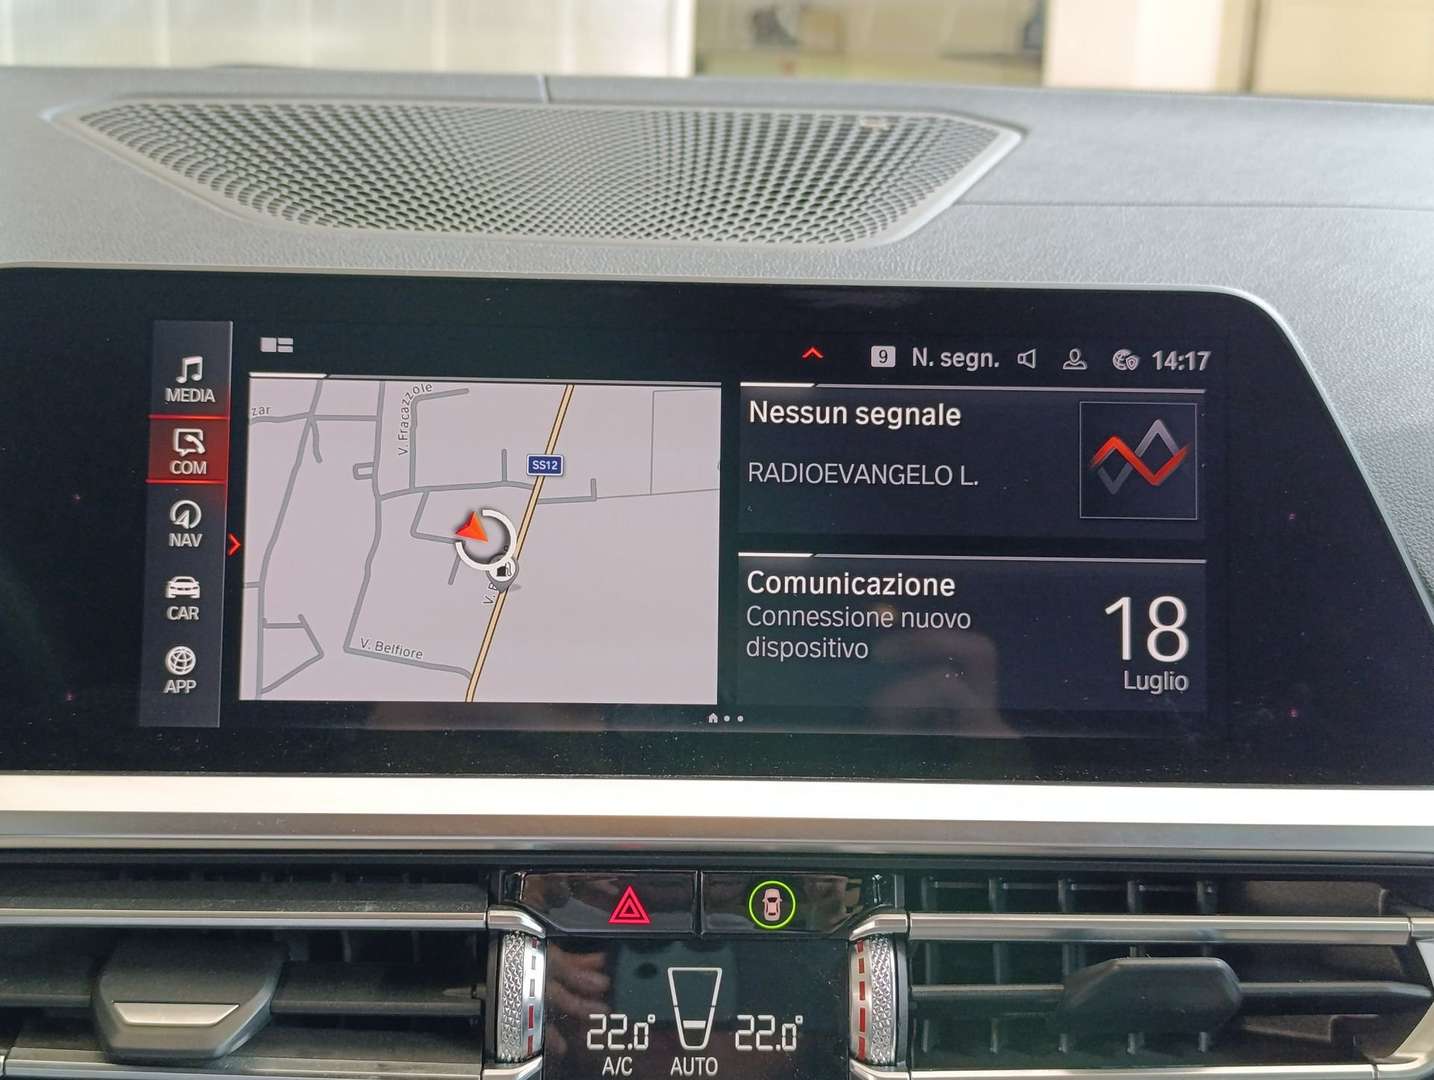 MEDIA
COM
NAV
CAR
APP
9 N. segn. 14:17
zar
V. Fracazzole
SS12
V. Belfiore
Nessun segnale
RADIOEVANGELO L.
Comunicazione
Connessione nuovo
dispositivo
18
Luglio
22.0° 22.0°
A/C AUTO